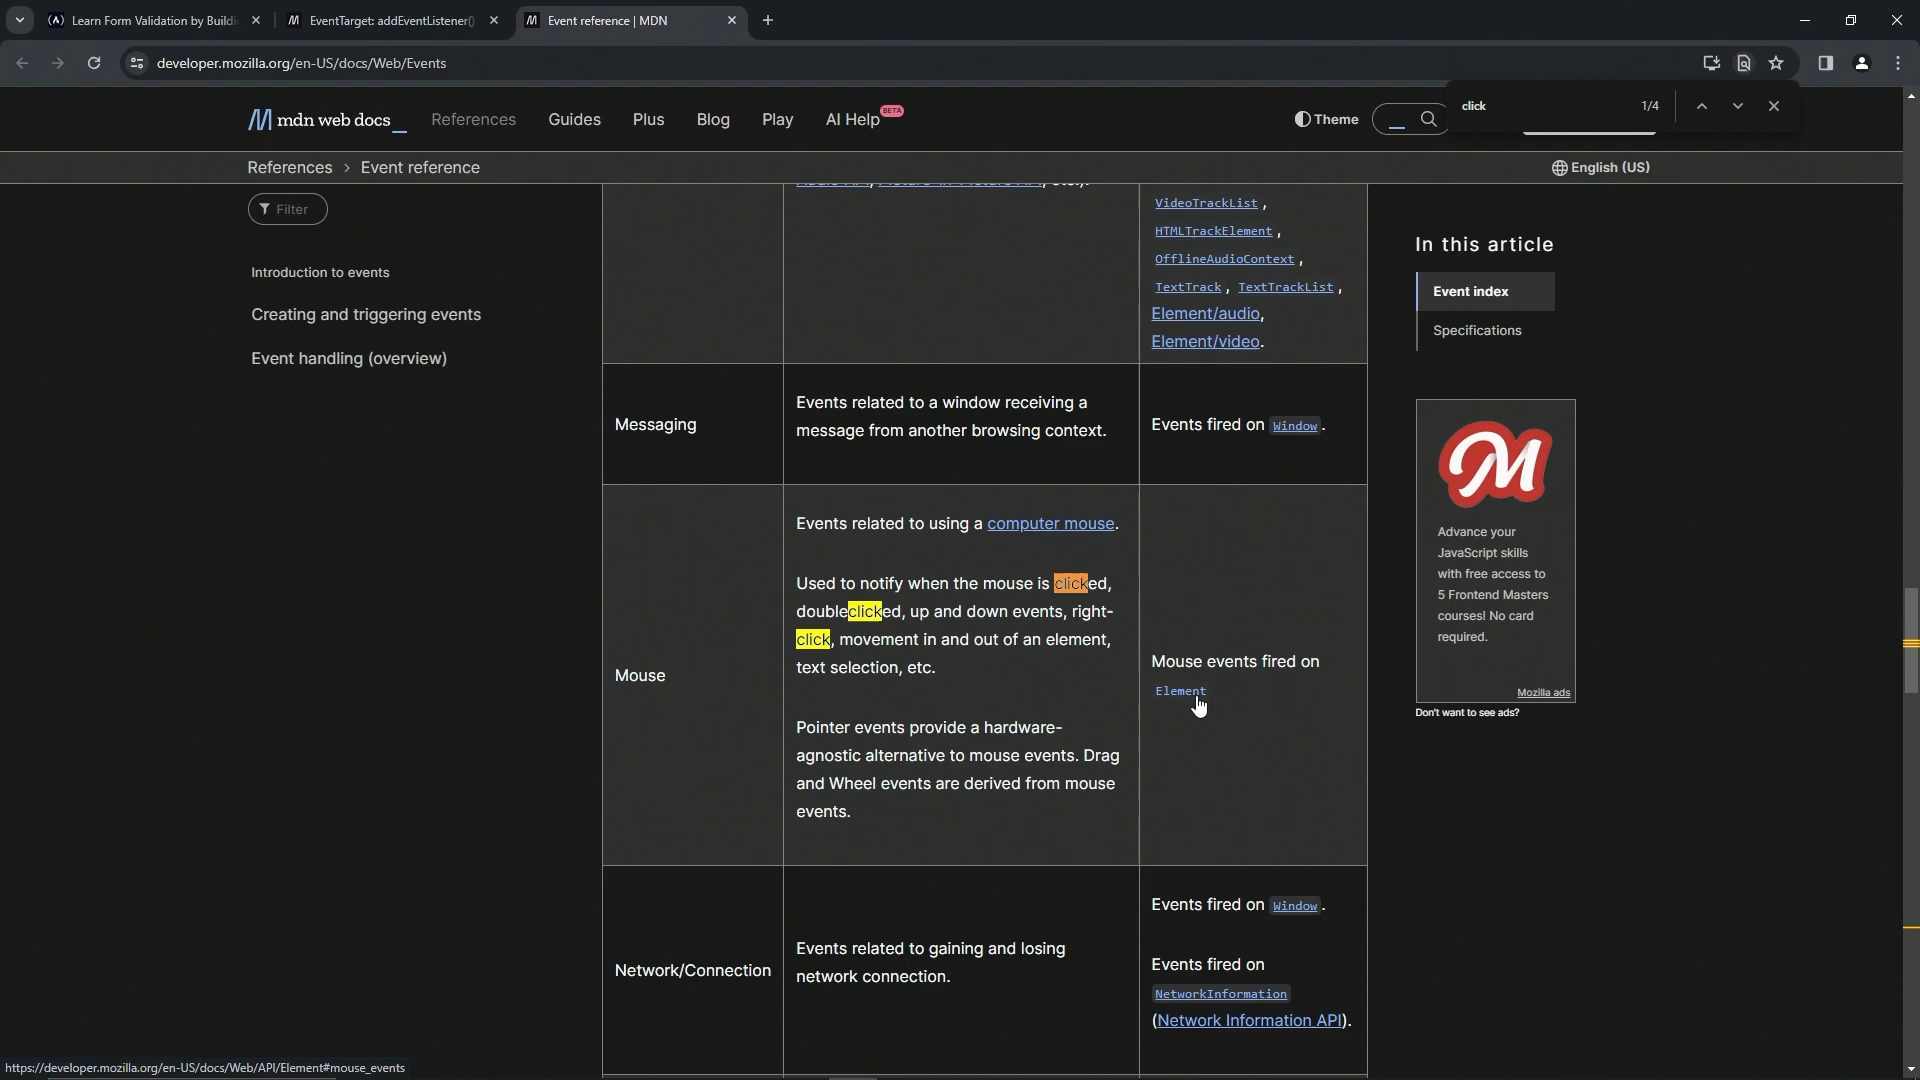 Learn Form Validation by Buildi
EventTarget: addEventListener()
Event reference | MDN
developer.mozilla.org/en-US/docs/Web/Events
click
1/4
mdn web docs_
References
Guides
Plus
Blog
Play
AI Help
BETA
Theme
References > Event reference
English (US)
Filter
Introduction to events
Creating and triggering events
Event handling (overview)
VideoTrackList ,
HTMLTrackElement ,
OfflineAudioContext ,
TextTrack , TextTrackList ,
Element/audio,
Element/video.
Messaging
Events related to a window receiving a
message from another browsing context.
Events fired on Window .
Mouse
Events related to using a computer mouse.
Used to notify when the mouse is clicked,
doubleclicked, up and down events, right-
click, movement in and out of an element,
text selection, etc.
Pointer events provide a hardware-
agnostic alternative to mouse events. Drag
and Wheel events are derived from mouse
events.
Mouse events fired on
Element
Network/Connection
Events related to gaining and losing
network connection.
Events fired on Window .
Events fired on
NetworkInformation
(Network Information API).
In this article
Event index
Specifications
M
Advance your
JavaScript skills
with free access to
5 Frontend Masters
courses! No card
required.
Mozilla ads
Don't want to see ads?
https://developer.mozilla.org/en-US/docs/Web/API/Element#mouse_events